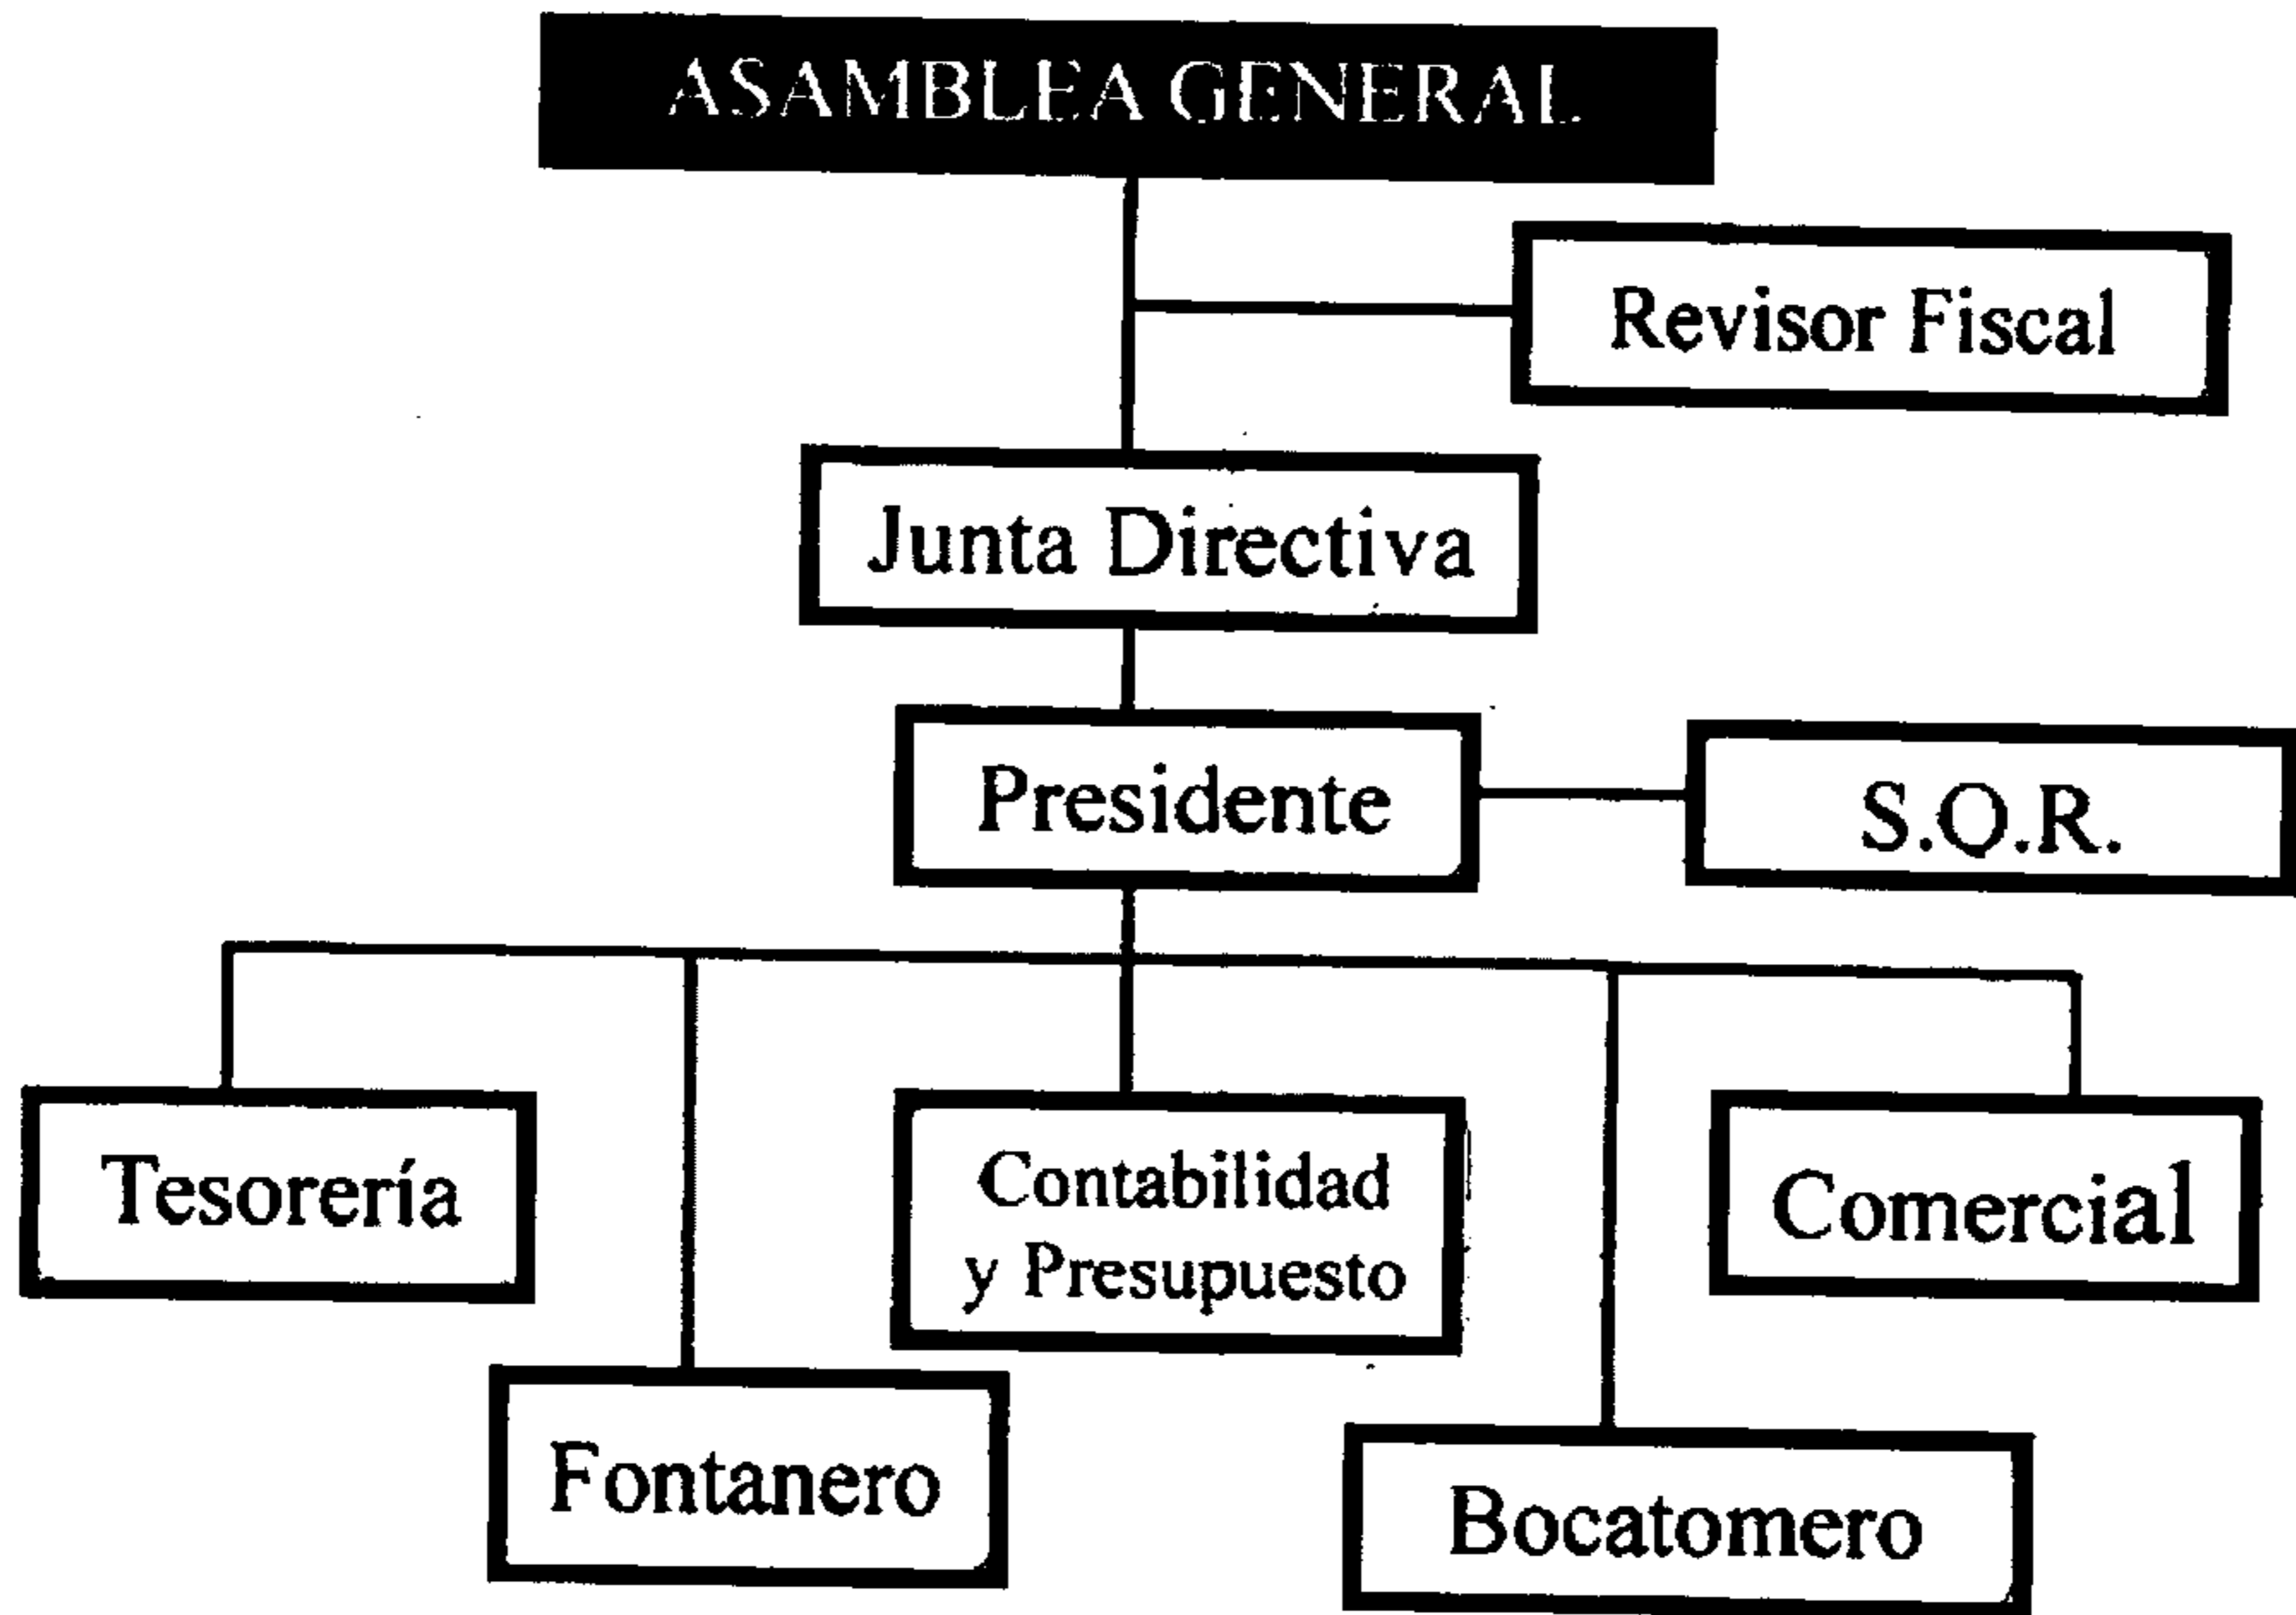 ASAMBLEA GENERAL
Revisor Fiscal
Junta Directiva
Presidente
S.Q.R.
Tesorería
Contabilidad
y Presupuesto
Comercial
Fontanero
Bocatomero